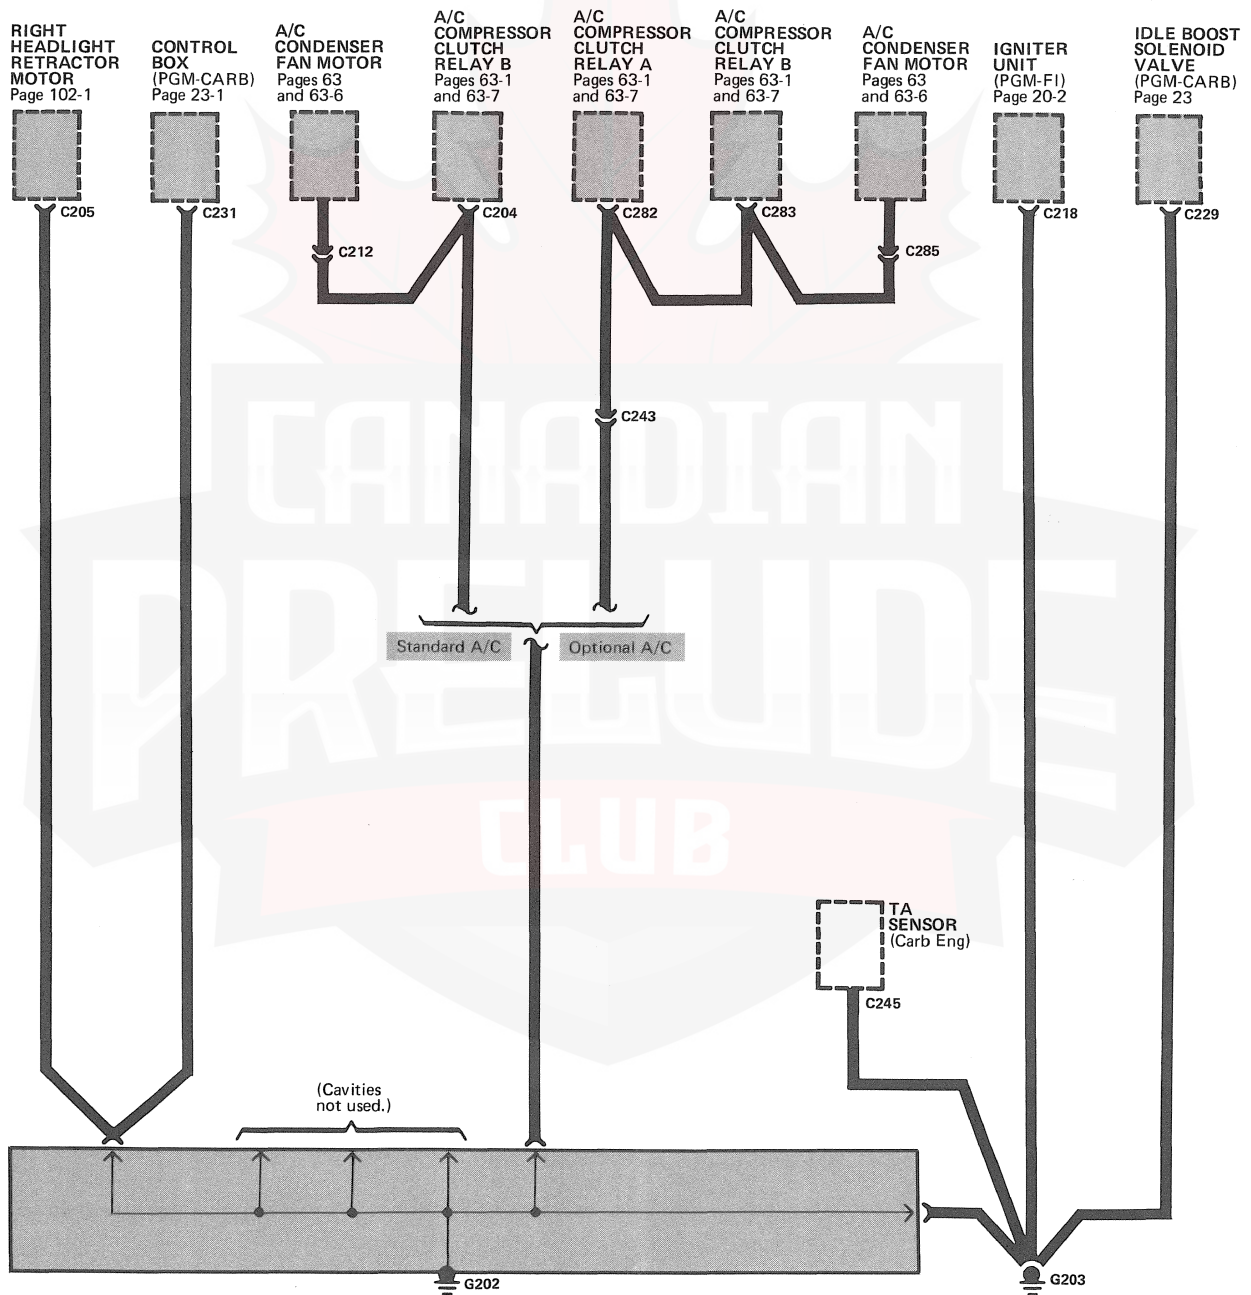 RIGHT
HEADLIGHT
RETRACTOR
MOTOR
Page 102-1
CONTROL
BOX
(PGM-CARB)
Page 23-1
A/C
CONDENSER
FAN MOTOR
Pages 63
and 63-6
A/C
COMPRESSOR
CLUTCH
RELAY B
Pages 63-1
and 63-7
A/C
COMPRESSOR
CLUTCH
RELAY A
Pages 63-1
and 63-7
A/C
COMPRESSOR
CLUTCH
RELAY B
Pages 63-1
and 63-7
A/C
CONDENSER
FAN MOTOR
Pages 63
and 63-6
IGNITER
UNIT
(PGM-FI)
Page 20-2
IDLE BOOST
SOLENOID
VALVE
(PGM-CARB)
Page 23
C205
C231
C204
C282
C283
C218
C229
C212
C285
C243
CANADIAN
PRELUDE
CLUB
Standard A/C
Optional A/C
TA
SENSOR
(Carb Eng)
C245
(Cavities
not used.)
G202
G203